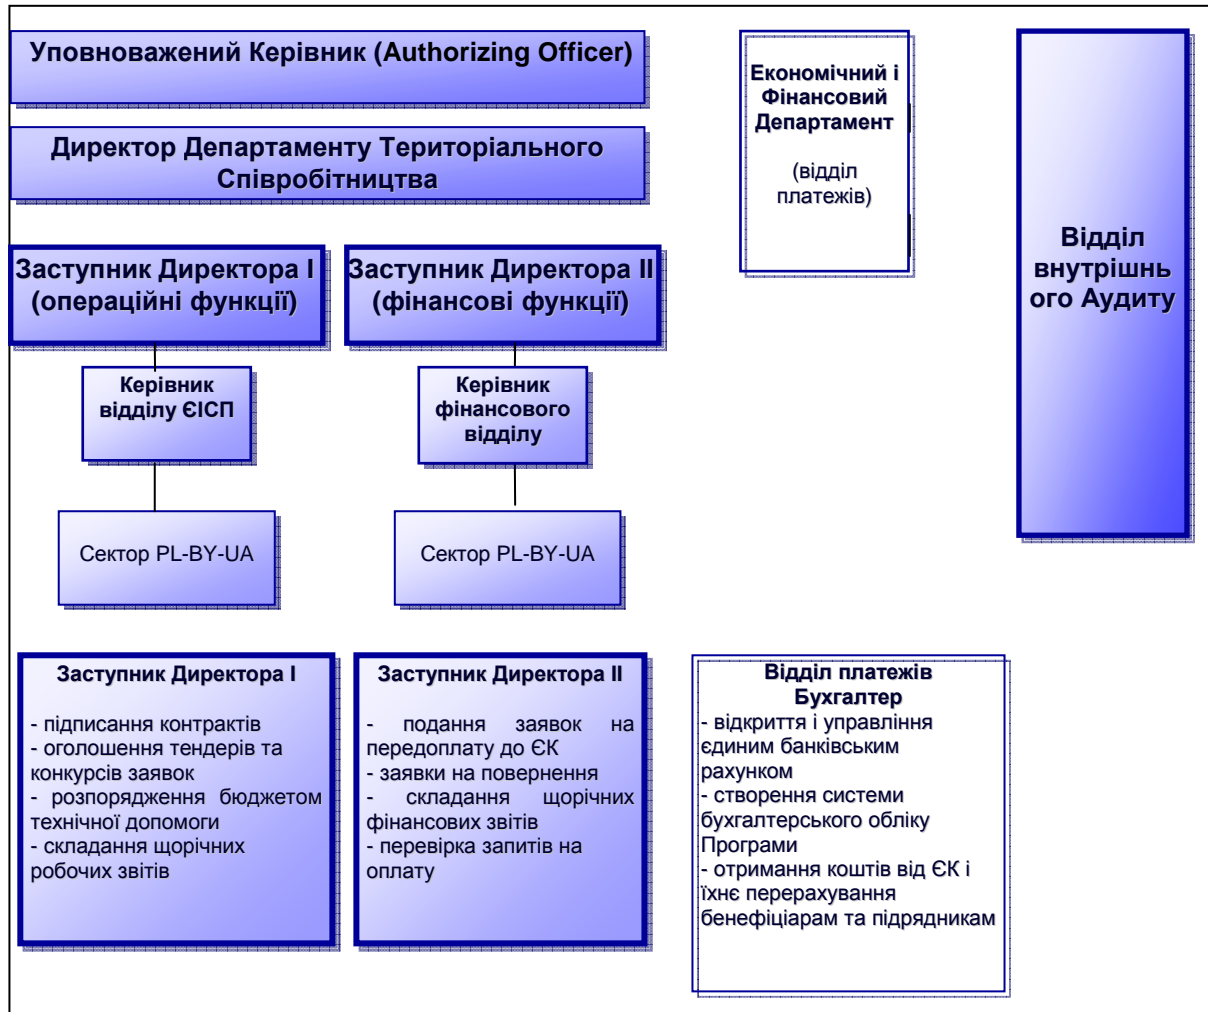 Уповноважений Керівник (Authorizing Officer)
Директор Департаменту Територіального
Співробітництва
Економічний і
Фінансовий
Департамент
(відділ
платежів)
Відділ
внутрішнь
ого Аудиту
Заступник Директора I
(операційні функції)
Заступник Директора II
(фінансові функції)
Керівник
відділу ЄІСП
Керівник
фінансового
відділу
Сектор PL-BY-UA
Сектор PL-BY-UA
Заступник Директора I
- підписання контрактів
- оголошення тендерів та
конкурсів заявок
- розпорядження бюджетом
технічної допомоги
- складання щорічних
робочих звітів
Заступник Директора II
- подання заявок на
передоплату до ЄК
- заявки на повернення
- складання щорічних
фінансових звітів
- перевірка запитів на
оплату
Відділ платежів
Бухгалтер
- відкриття і управління
єдиним банківським
рахунком
- створення системи
бухгалтерського обліку
Програми
- отримання коштів від ЄК і
їхнє перерахування
бенефіціарам та підрядникам